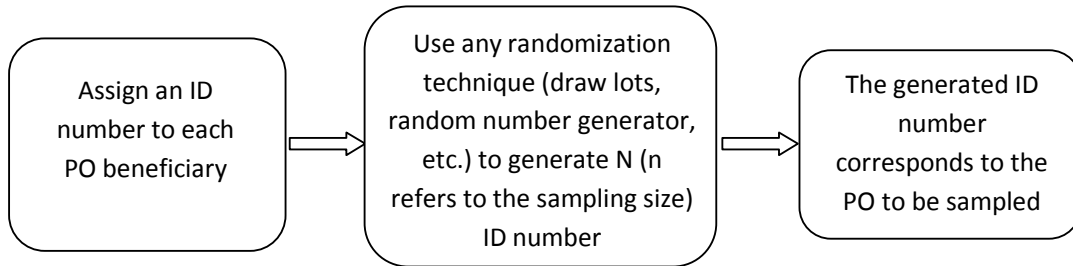 Assign an ID
number to each
PO beneficiary
Use any randomization
technique (draw lots,
random number generator,
etc.) to generate N (n
refers to the sampling size)
ID number
The generated ID
number
corresponds to the
PO to be sampled